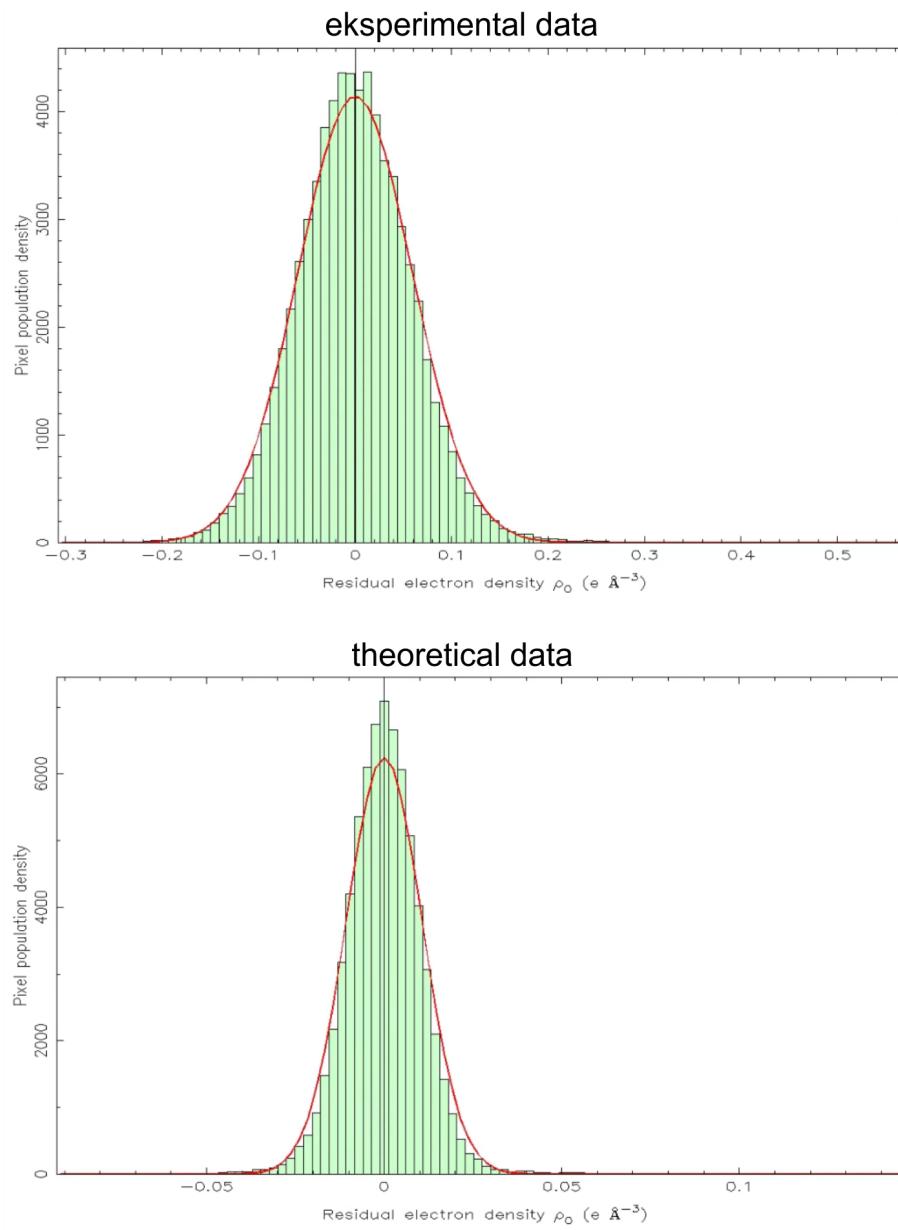 eksperimental data
4000
3000
2000
1000
0
Pixel population density
−0.3 −0.2 −0.1 0 0.1 0.2 0.3 0.4 0.5
Residual electron density ρ₀ (e Å⁻³)
theoretical data
6000
4000
2000
0
Pixel population density
−0.05 0 0.05 0.1
Residual electron density ρ₀ (e Å⁻³)